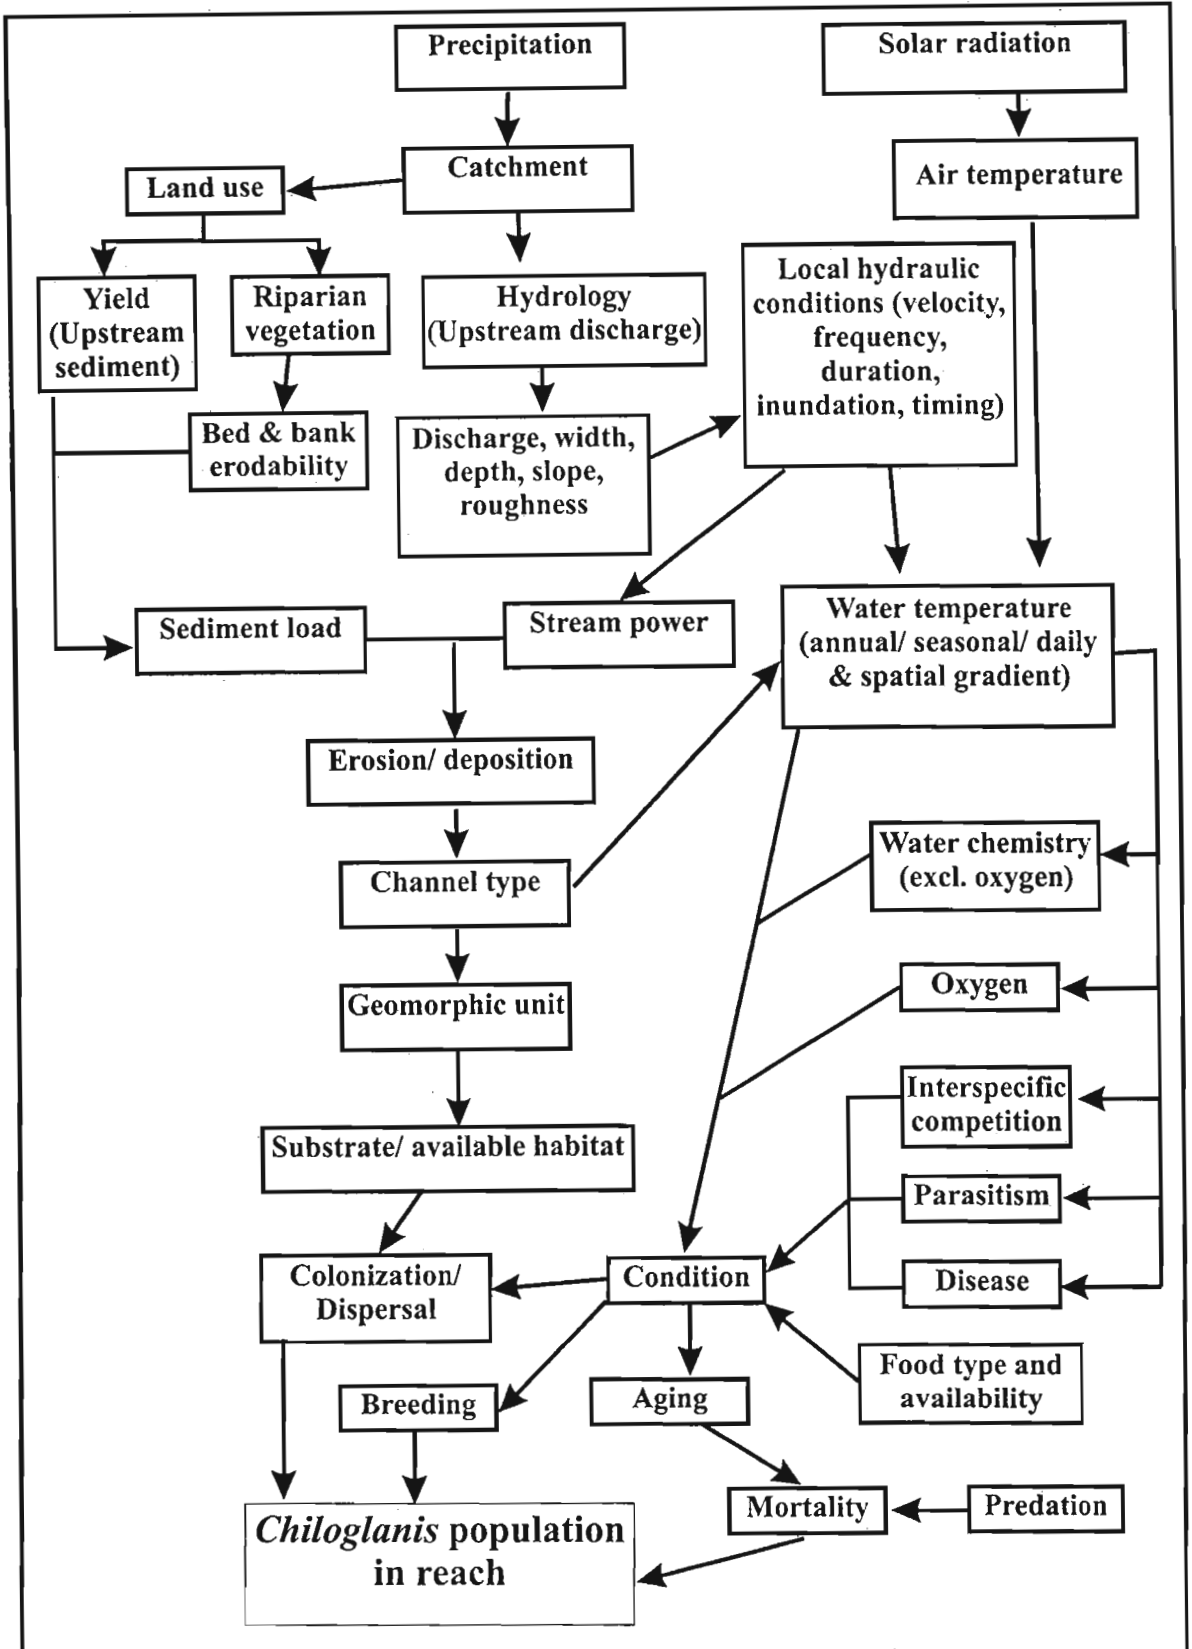 Precipitation
Solar radiation
Catchment
Air temperature
Land use
Yield
(Upstream
sediment)
Riparian
vegetation
Hydrology
(Upstream discharge)
Local hydraulic
conditions (velocity,
frequency,
duration,
inundation, timing)
Bed & bank
erodability
Discharge, width,
depth, slope,
roughness
Sediment load
Stream power
Water temperature
(annual/ seasonal/ daily
& spatial gradient)
Erosion/ deposition
Channel type
Water chemistry
(excl. oxygen)
Geomorphic unit
Oxygen
Interspecific
competition
Substrate/ available habitat
Parasitism
Colonization/
Dispersal
Condition
Disease
Food type and
availability
Breeding
Aging
Mortality
Predation
Chiloglanis population
in reach